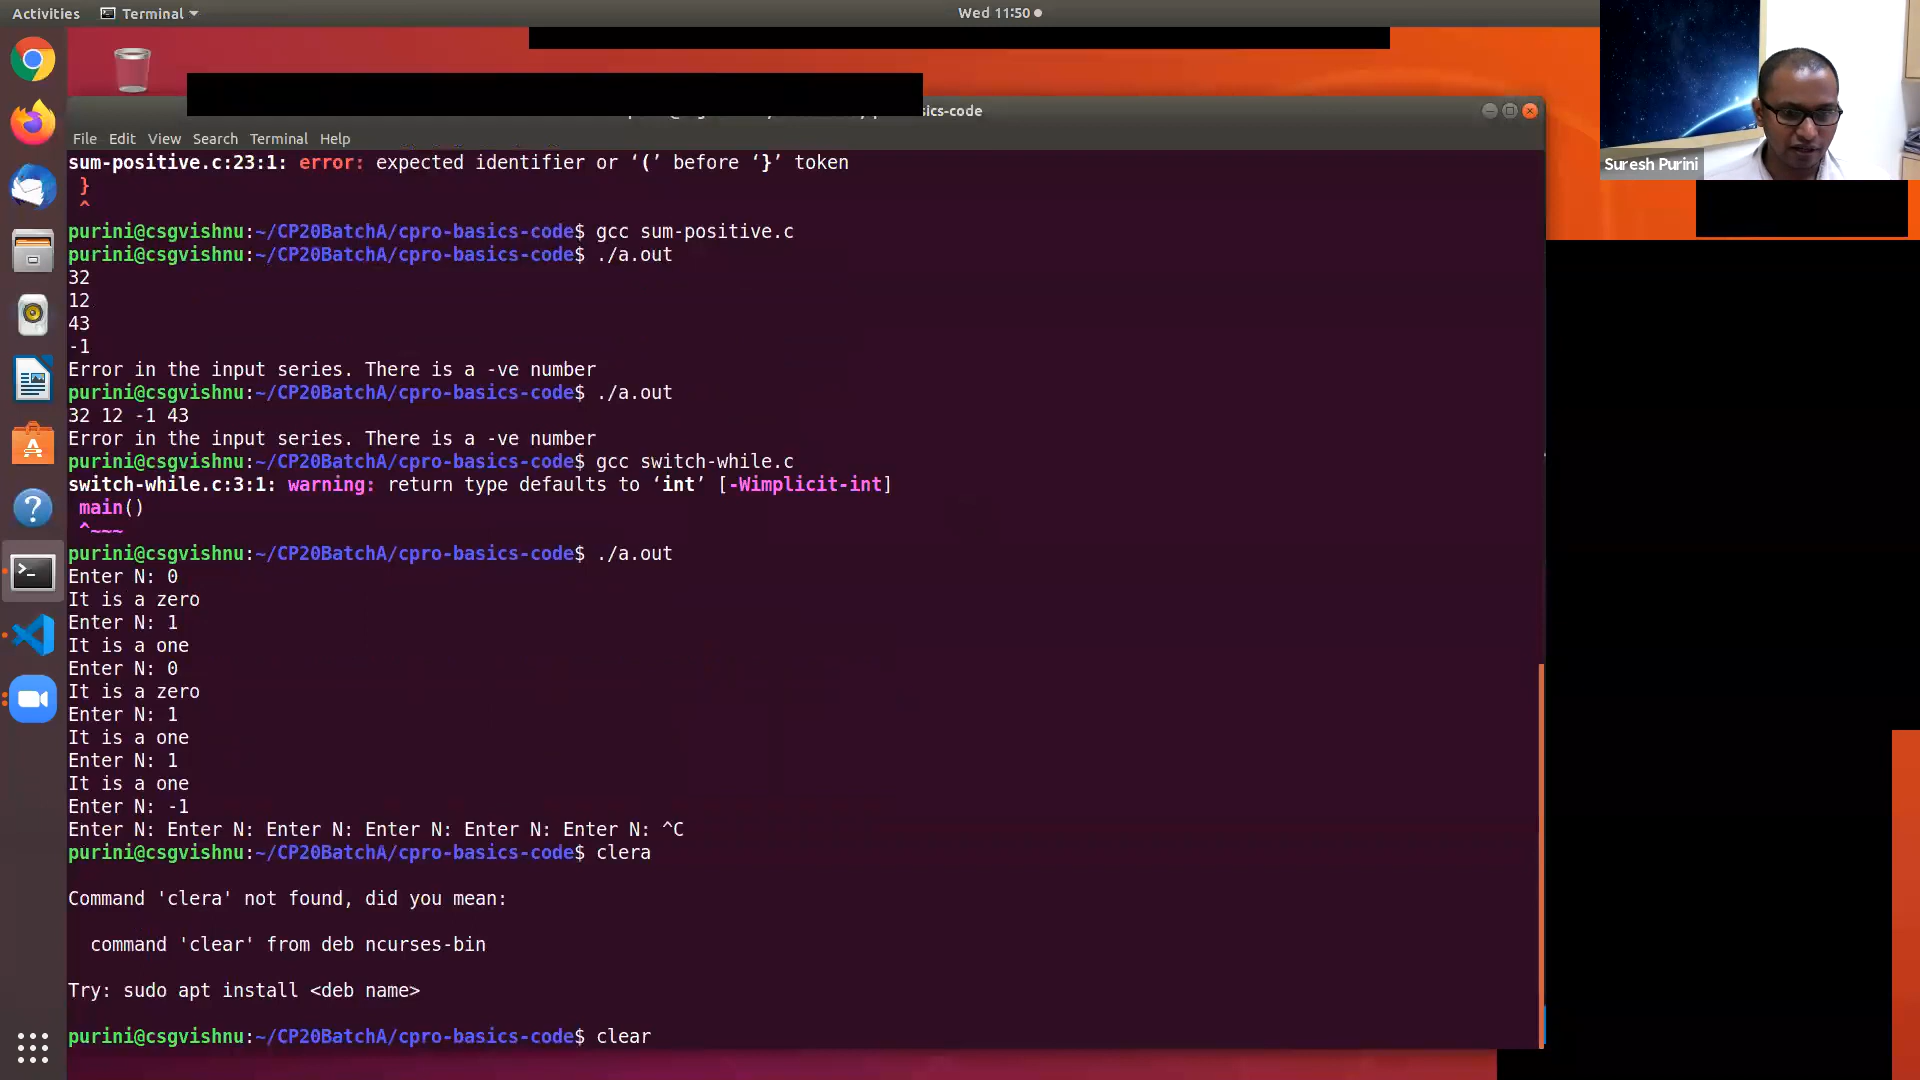 Activities Terminal Wed 11:50
sics-code
File Edit View Search Terminal Help
Suresh Purini
sum-positive.c:23:1: error: expected identifier or ‘(’ before ‘}’ token
}
^
purini@csgvishnu:~/CP20BatchA/cpro-basics-code$ gcc sum-positive.c
purini@csgvishnu:~/CP20BatchA/cpro-basics-code$ ./a.out
32
12
43
-1
Error in the input series. There is a -ve number
purini@csgvishnu:~/CP20BatchA/cpro-basics-code$ ./a.out
32 12 -1 43
Error in the input series. There is a -ve number
purini@csgvishnu:~/CP20BatchA/cpro-basics-code$ gcc switch-while.c
switch-while.c:3:1: warning: return type defaults to ‘int’ [-Wimplicit-int]
main()
^~~~
purini@csgvishnu:~/CP20BatchA/cpro-basics-code$ ./a.out
Enter N: 0
It is a zero
Enter N: 1
It is a one
Enter N: 0
It is a zero
Enter N: 1
It is a one
Enter N: 1
It is a one
Enter N: -1
Enter N: Enter N: Enter N: Enter N: Enter N: Enter N: ^C
purini@csgvishnu:~/CP20BatchA/cpro-basics-code$ clera
Command 'clera' not found, did you mean:
command 'clear' from deb ncurses-bin
Try: sudo apt install <deb name>
purini@csgvishnu:~/CP20BatchA/cpro-basics-code$ clear